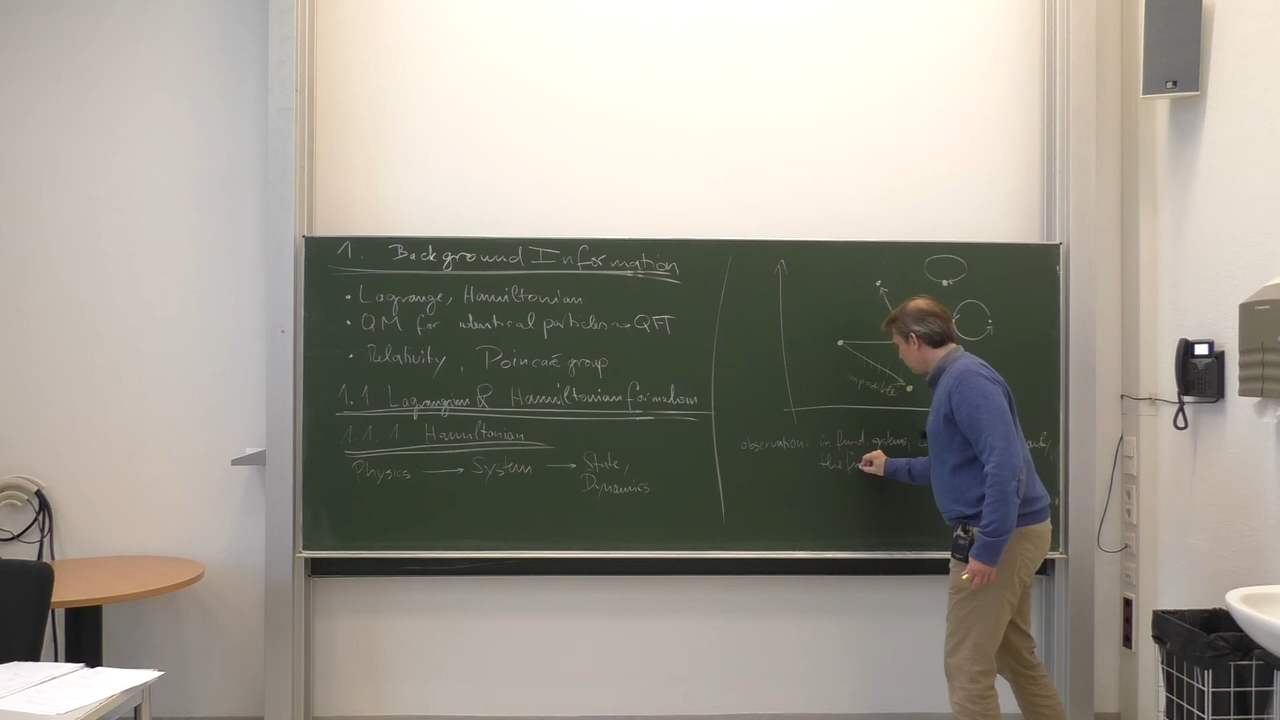 1. Background Information
• Lagrange, Hamiltonian
• QM for identical particles → QFT
• Relativity, Poincaré group
1.1 Lagrangian & Hamiltonian formalism
1.1.1 Hamiltonian
Physics → System → State,
Dynamics
impossible
observation: in fund. systems,
this